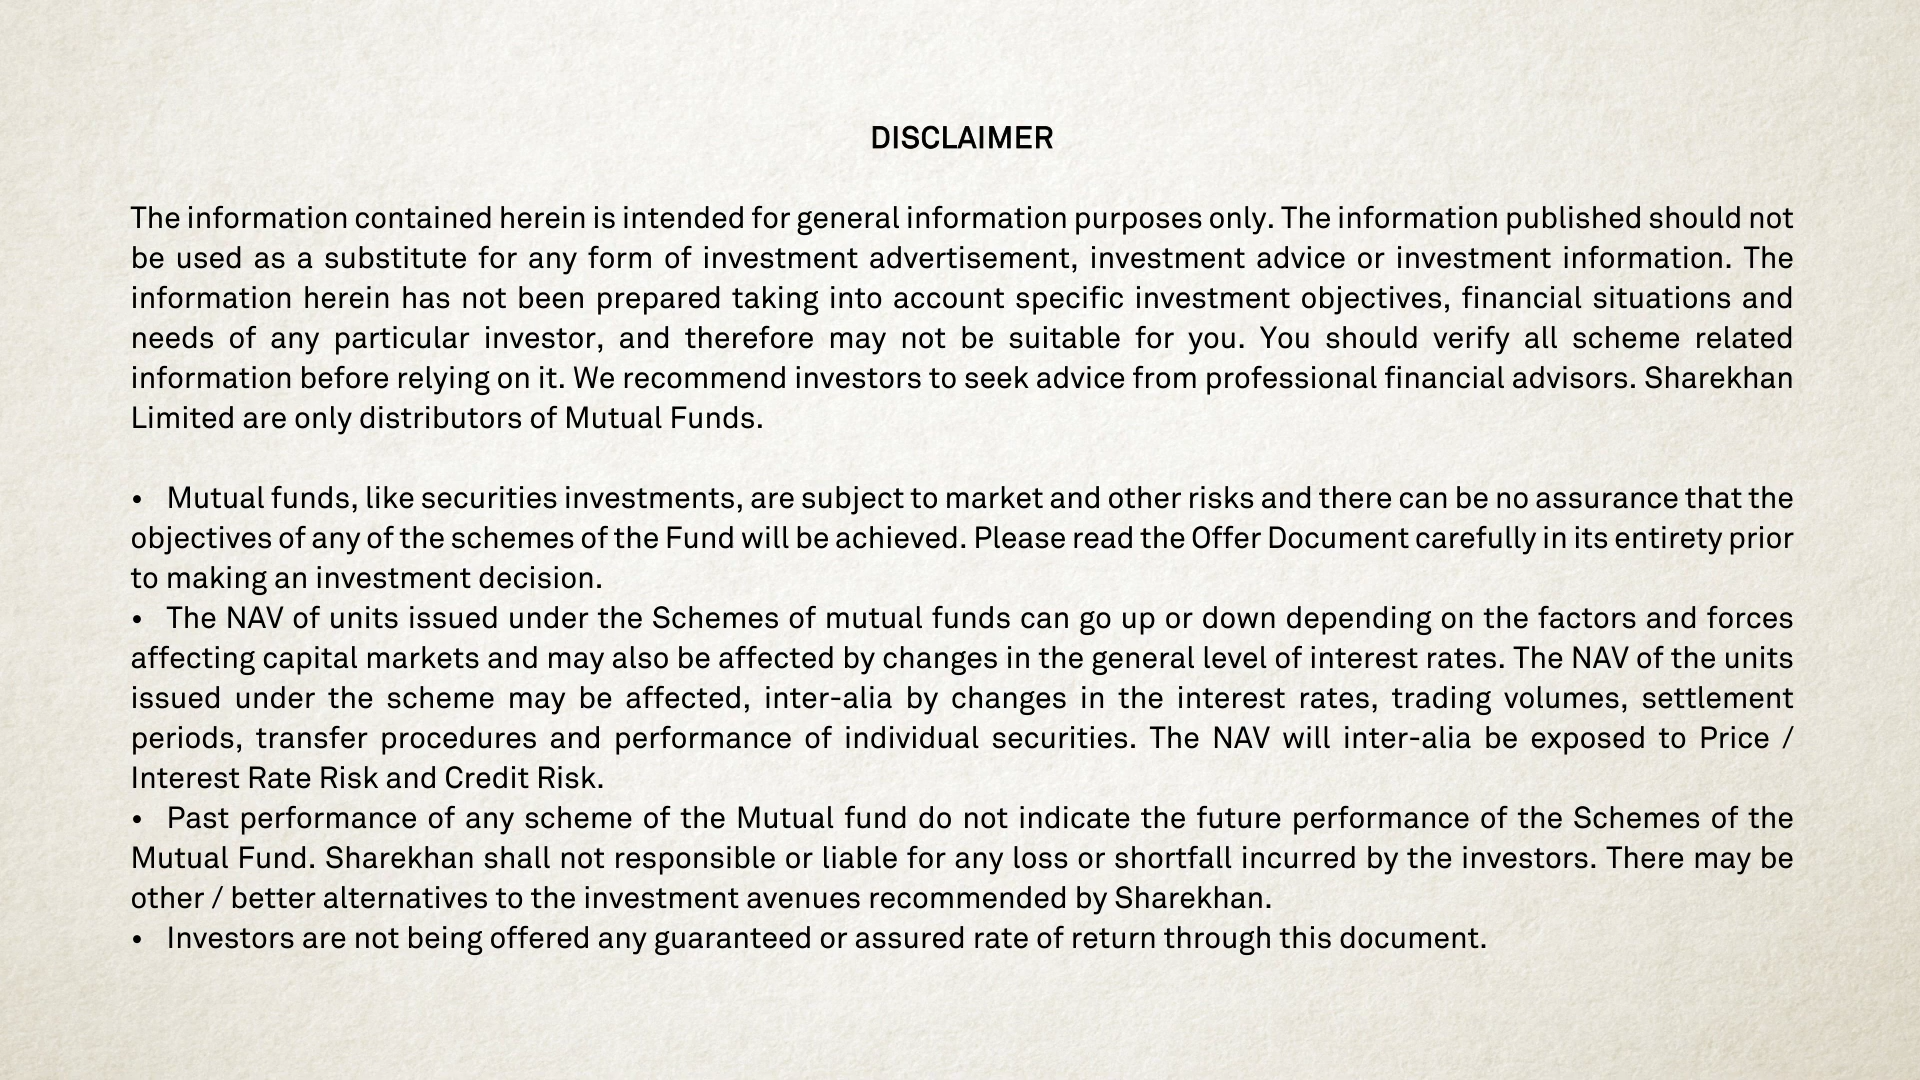 DISCLAIMER
The information contained herein is intended for general information purposes only. The information published should not
be used as a substitute for any form of investment advertisement, investment advice or investment information. The
information herein has not been prepared taking into account specific investment objectives, financial situations and
needs of any particular investor, and therefore may not be suitable for you. You should verify all scheme related
information before relying on it. We recommend investors to seek advice from professional financial advisors. Sharekhan
Limited are only distributors of Mutual Funds.
• Mutual funds, like securities investments, are subject to market and other risks and there can be no assurance that the
objectives of any of the schemes of the Fund will be achieved. Please read the Offer Document carefully in its entirety prior
to making an investment decision.
• The NAV of units issued under the Schemes of mutual funds can go up or down depending on the factors and forces
affecting capital markets and may also be affected by changes in the general level of interest rates. The NAV of the units
issued under the scheme may be affected, inter-alia by changes in the interest rates, trading volumes, settlement
periods, transfer procedures and performance of individual securities. The NAV will inter-alia be exposed to Price /
Interest Rate Risk and Credit Risk.
• Past performance of any scheme of the Mutual fund do not indicate the future performance of the Schemes of the
Mutual Fund. Sharekhan shall not responsible or liable for any loss or shortfall incurred by the investors. There may be
other / better alternatives to the investment avenues recommended by Sharekhan.
• Investors are not being offered any guaranteed or assured rate of return through this document.